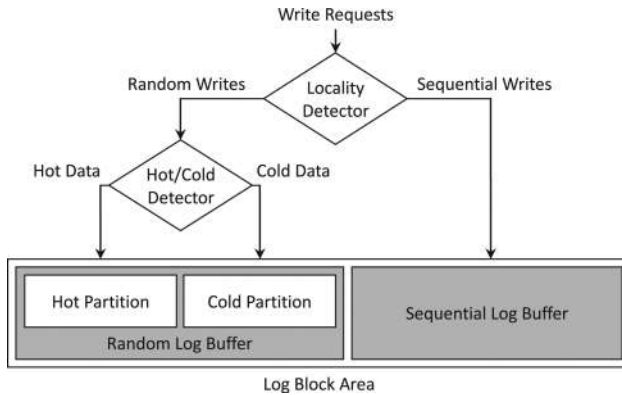 Write Requests
Random Writes
Locality
Detector
Sequential Writes
Hot Data
Hot/Cold
Detector
Cold Data
Hot Partition
Cold Partition
Random Log Buffer
Sequential Log Buffer
Log Block Area